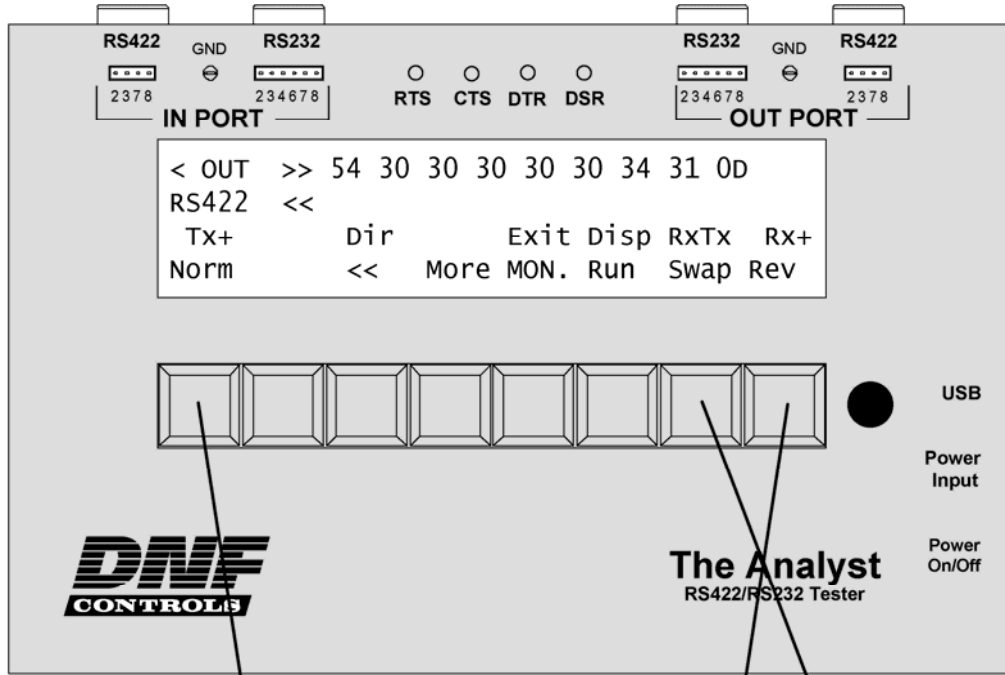 RS422 GND RS232
2378 234678
IN PORT
RTS CTS DTR DSR
RS232 GND RS422
234678 2378
OUT PORT
< OUT >> 54 30 30 30 30 30 34 31 0D
RS422 <<
Tx+ Dir Exit Disp RxTx Rx+
Norm << More MON. Run Swap Rev
USB
Power
Input
Power
On/Off
DNF
CONTROLS
The Analyst
RS422/RS232 Tester